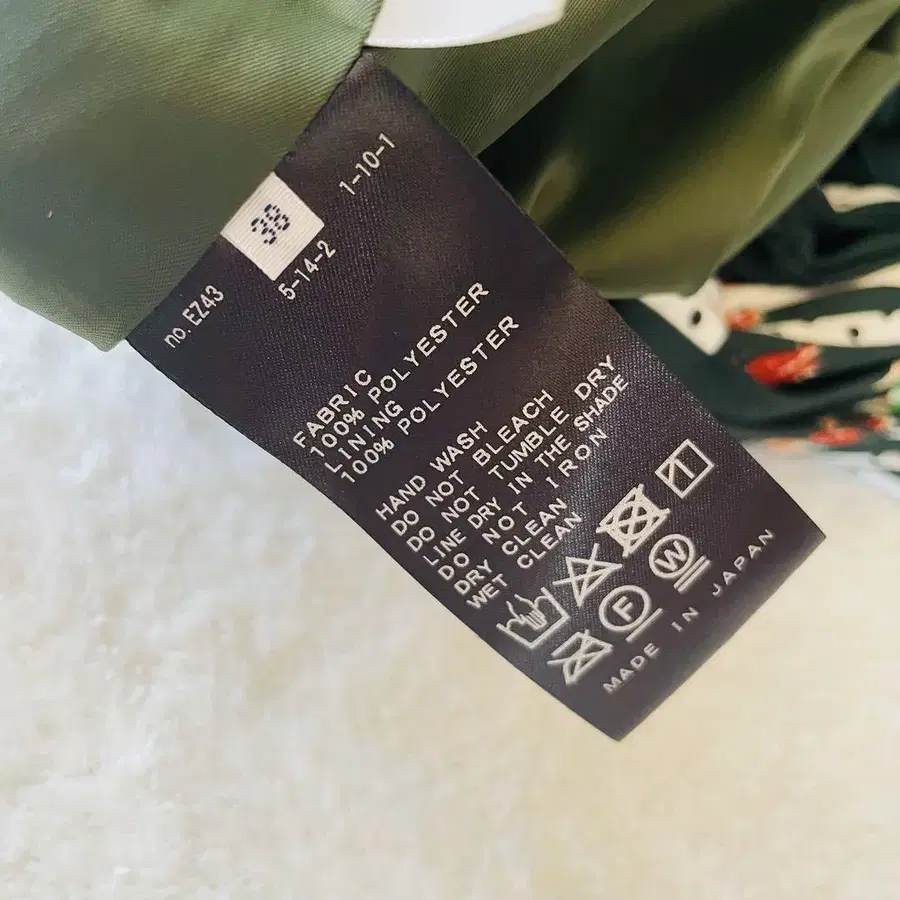 1-10-1
38
5-14-2
no. EZ43
FABRIC
100% POLYESTER
LINING
100% POLYESTER
HAND WASH
DO NOT BLEACH
DO NOT TUMBLE DRY
LINE DRY IN THE SHADE
DO NOT IRON
DRY CLEAN
WET CLEAN
F
W
MADE IN JAPAN